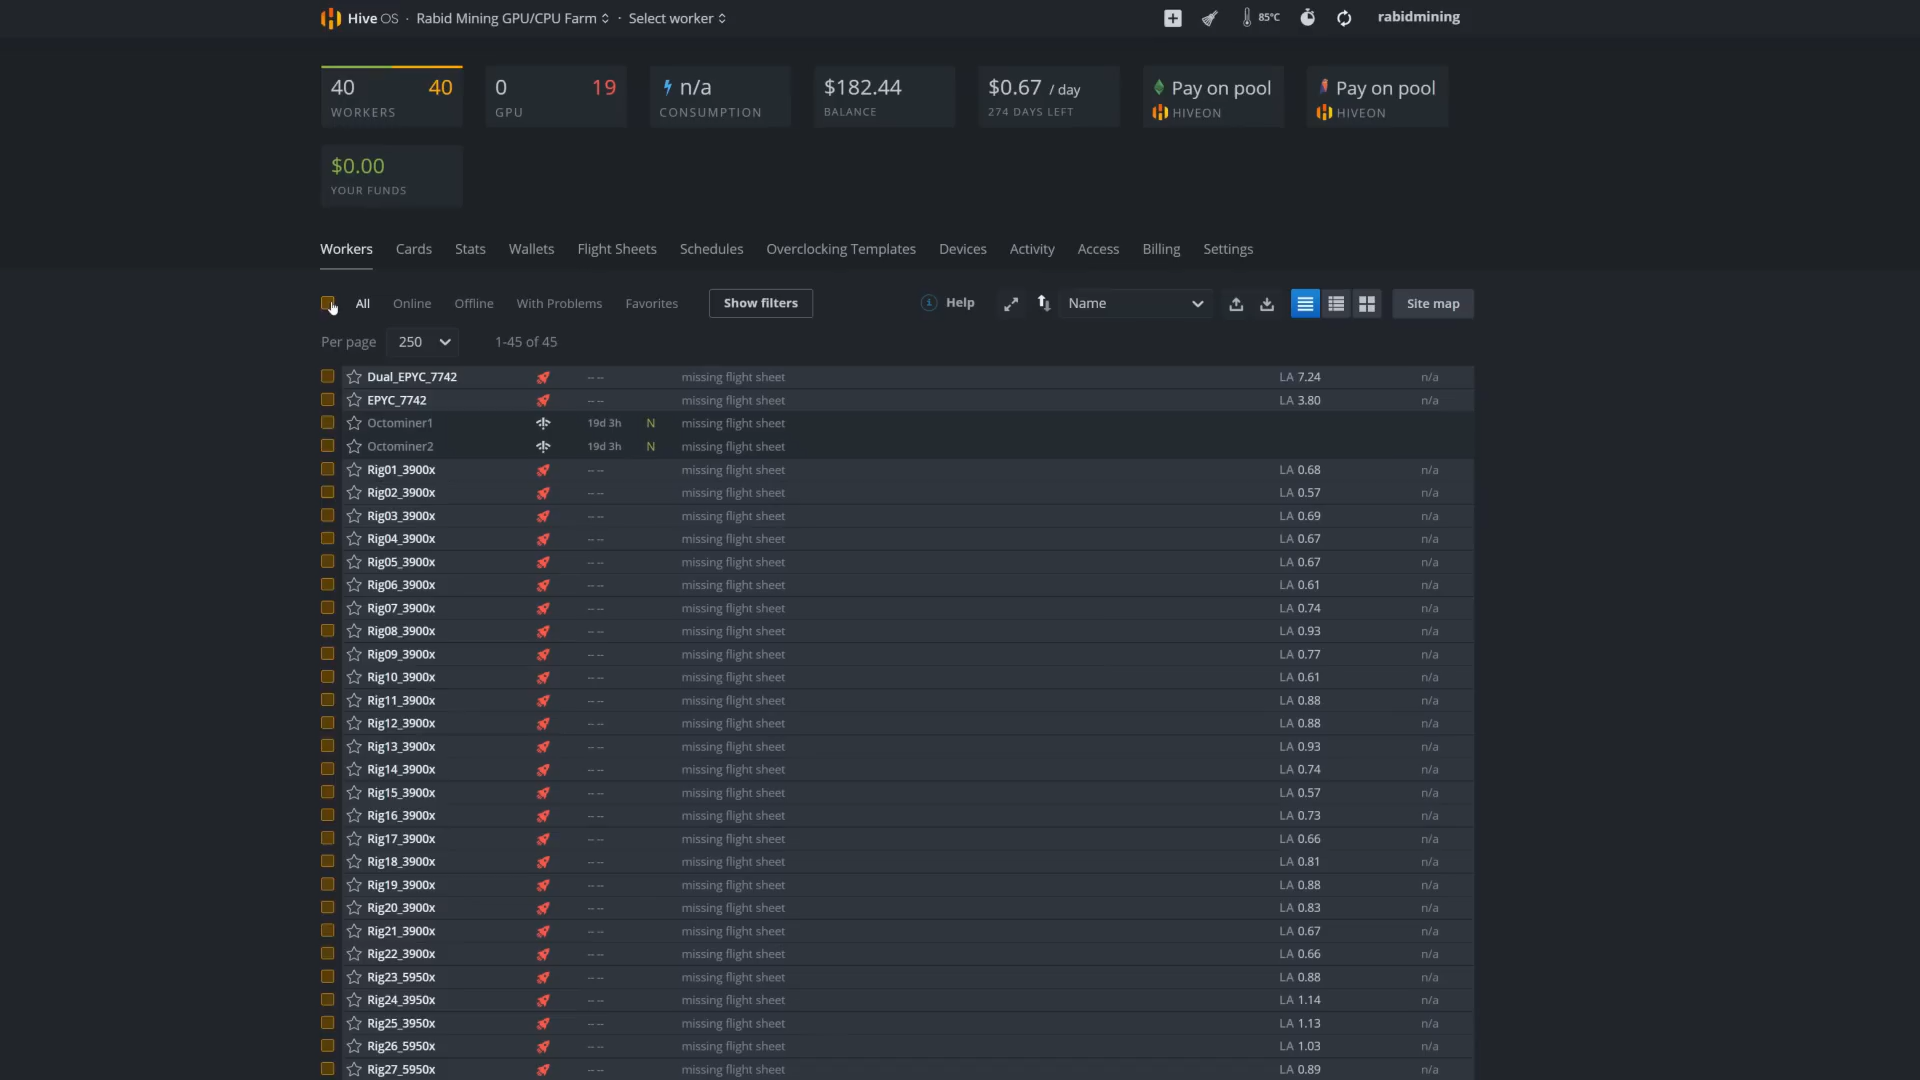 Hive OS · Rabid Mining GPU/CPU Farm · Select worker 85°C rabidmining
40 40 0 19 n/a $182.44 $0.67 / day Pay on pool Pay on pool
WORKERS GPU CONSUMPTION BALANCE 274 DAYS LEFT HIVEON HIVEON
$0.00
YOUR FUNDS
Workers Cards Stats Wallets Flight Sheets Schedules Overclocking Templates Devices Activity Access Billing Settings
All Online Offline With Problems Favorites Show filters Help Name Site map
Per page 250 1-45 of 45
Dual_EPYC_7742 -- -- missing flight sheet LA 7.24 n/a
EPYC_7742 -- -- missing flight sheet LA 3.80 n/a
Octominer1 19d 3h N missing flight sheet
Octominer2 19d 3h N missing flight sheet
Rig01_3900x -- -- missing flight sheet LA 0.68 n/a
Rig02_3900x -- -- missing flight sheet LA 0.57 n/a
Rig03_3900x -- -- missing flight sheet LA 0.69 n/a
Rig04_3900x -- -- missing flight sheet LA 0.67 n/a
Rig05_3900x -- -- missing flight sheet LA 0.67 n/a
Rig06_3900x -- -- missing flight sheet LA 0.61 n/a
Rig07_3900x -- -- missing flight sheet LA 0.74 n/a
Rig08_3900x -- -- missing flight sheet LA 0.93 n/a
Rig09_3900x -- -- missing flight sheet LA 0.77 n/a
Rig10_3900x -- -- missing flight sheet LA 0.61 n/a
Rig11_3900x -- -- missing flight sheet LA 0.88 n/a
Rig12_3900x -- -- missing flight sheet LA 0.88 n/a
Rig13_3900x -- -- missing flight sheet LA 0.93 n/a
Rig14_3900x -- -- missing flight sheet LA 0.74 n/a
Rig15_3900x -- -- missing flight sheet LA 0.57 n/a
Rig16_3900x -- -- missing flight sheet LA 0.73 n/a
Rig17_3900x -- -- missing flight sheet LA 0.66 n/a
Rig18_3900x -- -- missing flight sheet LA 0.81 n/a
Rig19_3900x -- -- missing flight sheet LA 0.88 n/a
Rig20_3900x -- -- missing flight sheet LA 0.83 n/a
Rig21_3900x -- -- missing flight sheet LA 0.67 n/a
Rig22_3900x -- -- missing flight sheet LA 0.66 n/a
Rig23_5950x -- -- missing flight sheet LA 0.88 n/a
Rig24_3950x -- -- missing flight sheet LA 1.14 n/a
Rig25_3950x -- -- missing flight sheet LA 1.13 n/a
Rig26_5950x -- -- missing flight sheet LA 1.03 n/a
Rig27_5950x -- -- missing flight sheet LA 0.89 n/a